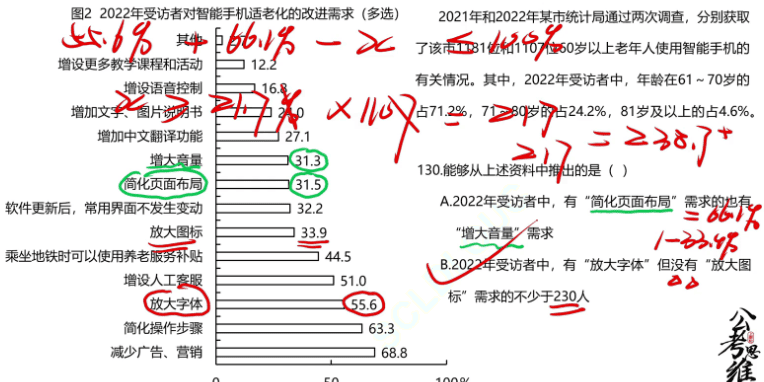 图2 2022年受访者对智能手机适老化的改进需求（多选）
其他
增设更多教学课程和活动 12.2
增设语音控制 16.8
增加文字、图片说明书
增加中文翻译功能 27.1
增大音量 31.3
简化页面布局 31.5
软件更新后，常用界面不发生变动 32.2
放大图标 33.9
乘坐地铁时可以使用养老服务补贴 44.5
增设人工客服 51.0
放大字体 55.6
简化操作步骤 63.3
减少广告、营销 68.8
0 50% 100%
55.6% + 66.1% - x ≤ 100%
x ≥ 21.7% × 1107 = 21.7
21.7
= 238.7+
2021年和2022年某市统计局通过两次调查，分别获取
了该市1181位和1107位60岁以上老年人使用智能手机的
有关情况。其中，2022年受访者中，年龄在61～70岁的
占71.2%，71～80岁的占24.2%，81岁及以上的占4.6%。
130.能够从上述资料中推出的是（ ）
A.2022年受访者中，有“简化页面布局”需求的也有
“增大音量”需求
= 66.1%
1-33.9%
B.2022年受访者中，有“放大字体”但没有“放大图
标”需求的不少于230人
公考思维